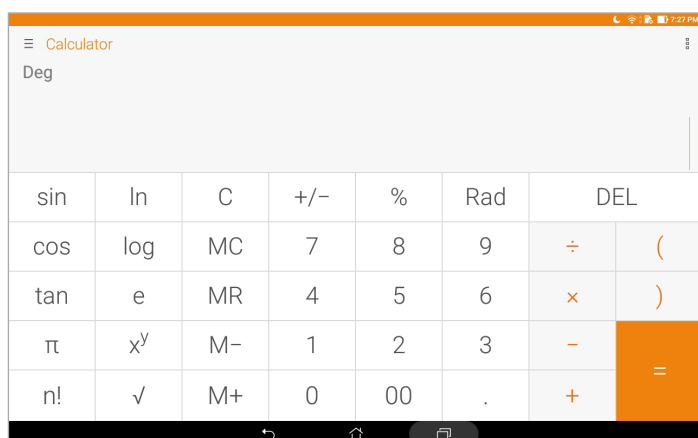 7:27 PM
Calculator
Deg
sin ln C +/− % Rad DEL
cos log MC 7 8 9 ÷ (
tan e MR 4 5 6 × )
π xʸ M− 1 2 3 − =
n! √ M+ 0 00 . +